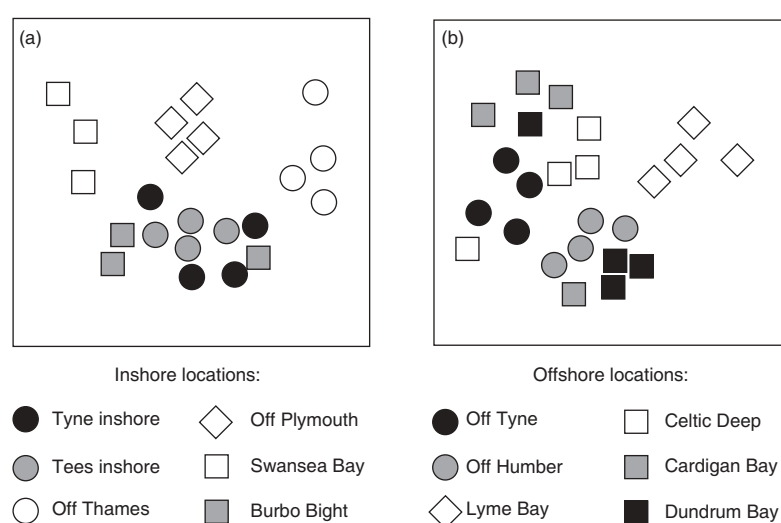 (a)
(b)
Inshore locations:
Tyne inshore
Off Plymouth
Tees inshore
Swansea Bay
Off Thames
Burbo Bight
Offshore locations:
Off Tyne
Celtic Deep
Off Humber
Cardigan Bay
Lyme Bay
Dundrum Bay